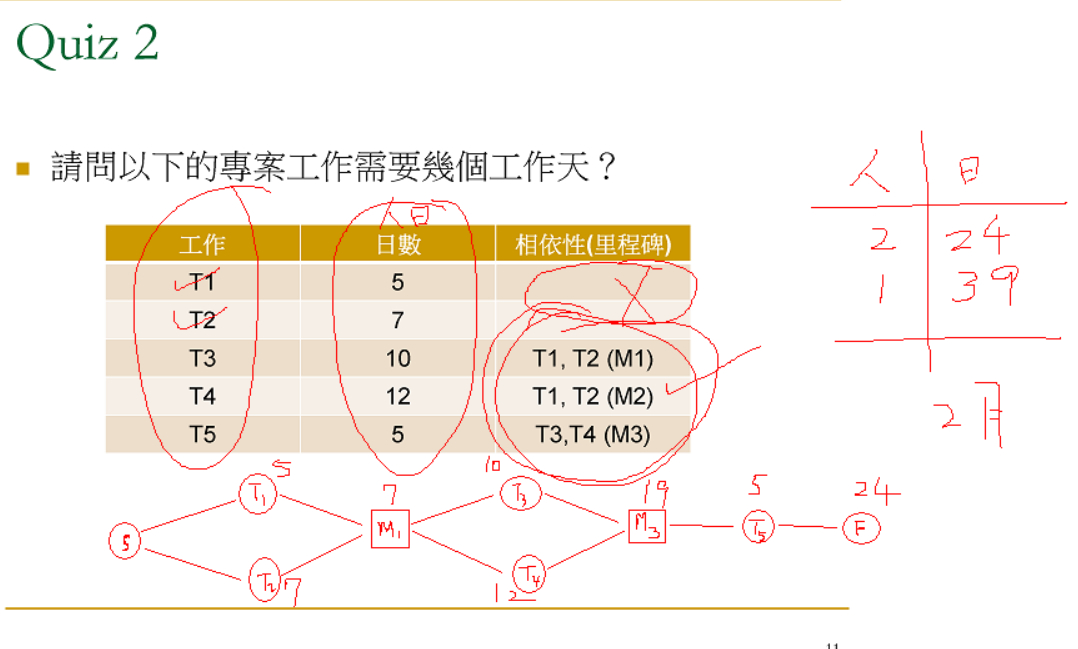 Quiz 2
請問以下的專案工作需要幾個工作天？
人 日
2 24
1 39
2月
人日
工作 日數 相依性(里程碑)
T1 5
T2 7
T3 10 T1, T2 (M1)
T4 12 T1, T2 (M2)
T5 5 T3,T4 (M3)
5 10
7 19 5 24
T1 T3
S M1 M3 T5 F
T2 7 T4
12
11